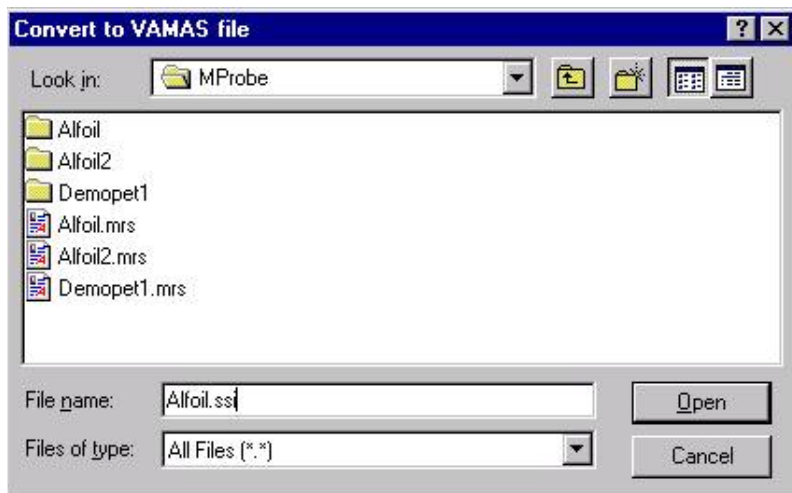 Convert to VAMAS file
Look in: MProbe
Alfoil
Alfoil2
Demopet1
Alfoil.mrs
Alfoil2.mrs
Demopet1.mrs
File name: Alfoil.ssi Open
Files of type: All Files (*.*) Cancel